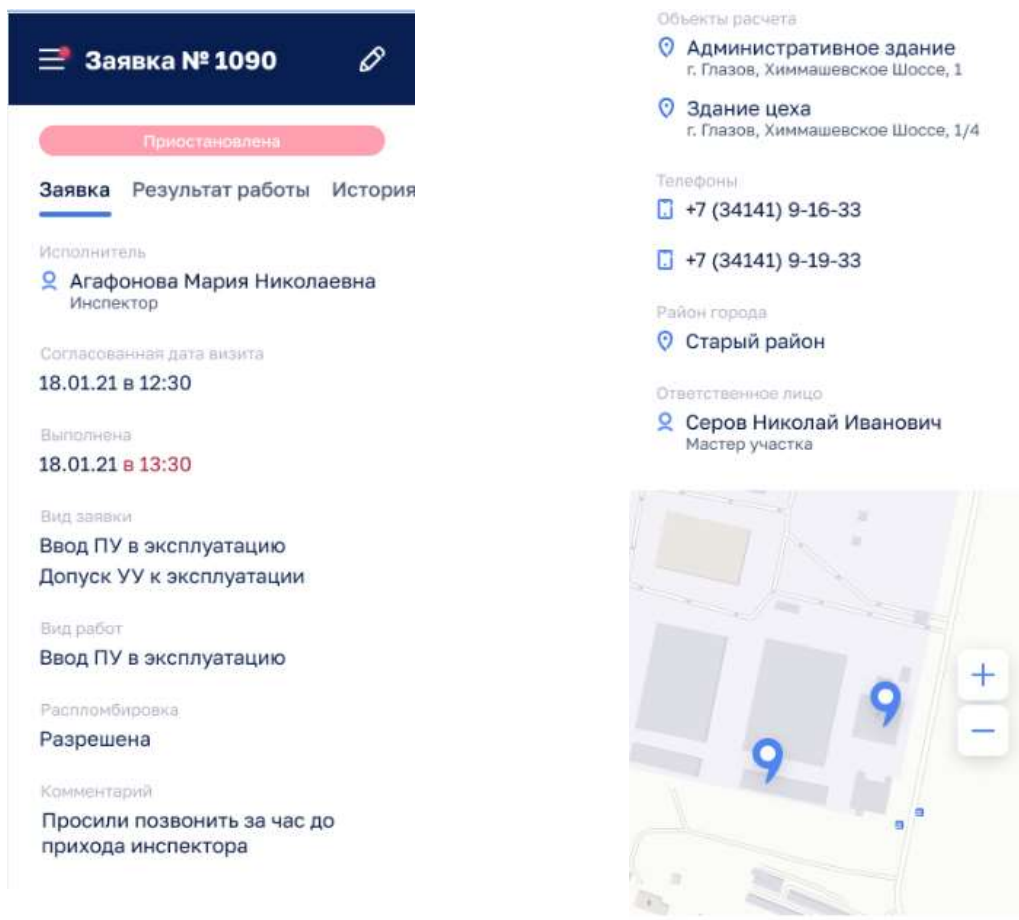 Заявка № 1090
Приостановлена
Заявка Результат работы История
Исполнитель
Агафонова Мария Николаевна
Инспектор
Согласованная дата визита
18.01.21 в 12:30
Выполнена
18.01.21 в 13:30
Вид заявки
Ввод ПУ в эксплуатацию
Допуск УУ к эксплуатации
Вид работ
Ввод ПУ в эксплуатацию
Распломбировка
Разрешена
Комментарий
Просили позвонить за час до
прихода инспектора
Объекты расчета
Административное здание
г. Глазов, Химмашевское Шоссе, 1
Здание цеха
г. Глазов, Химмашевское Шоссе, 1/4
Телефоны
+7 (34141) 9-16-33
+7 (34141) 9-19-33
Район города
Старый район
Ответственное лицо
Серов Николай Иванович
Мастер участка